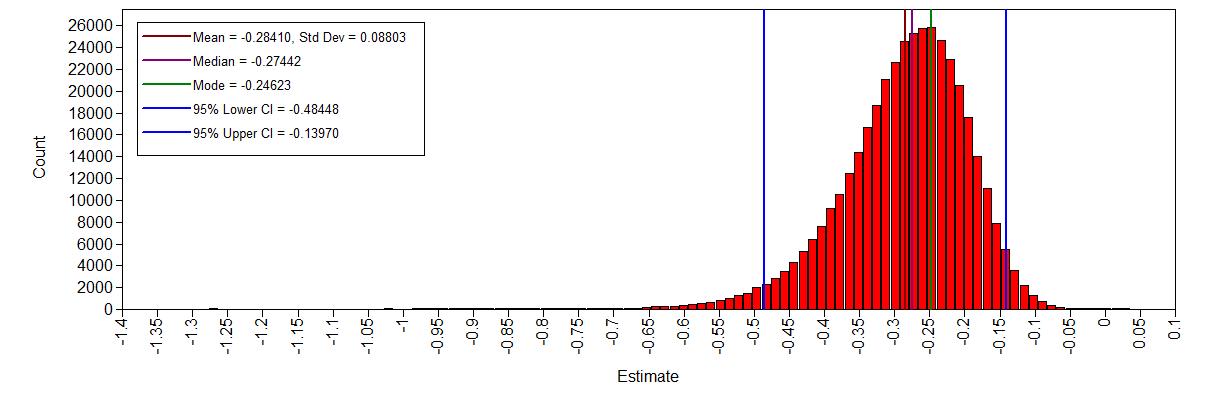 26000
24000
22000
20000
18000
16000
14000
12000
10000
8000
6000
4000
2000
0
Count
Mean = -0.28410, Std Dev = 0.08803
Median = -0.27442
Mode = -0.24623
95% Lower CI = -0.48448
95% Upper CI = -0.13970
-1.4 -1.35 -1.3 -1.25 -1.2 -1.15 -1.1 -1.05 -1 -0.95 -0.9 -0.85 -0.8 -0.75 -0.7 -0.65 -0.6 -0.55 -0.5 -0.45 -0.4 -0.35 -0.3 -0.25 -0.2 -0.15 -0.1 -0.05 0 0.05 0.1
Estimate